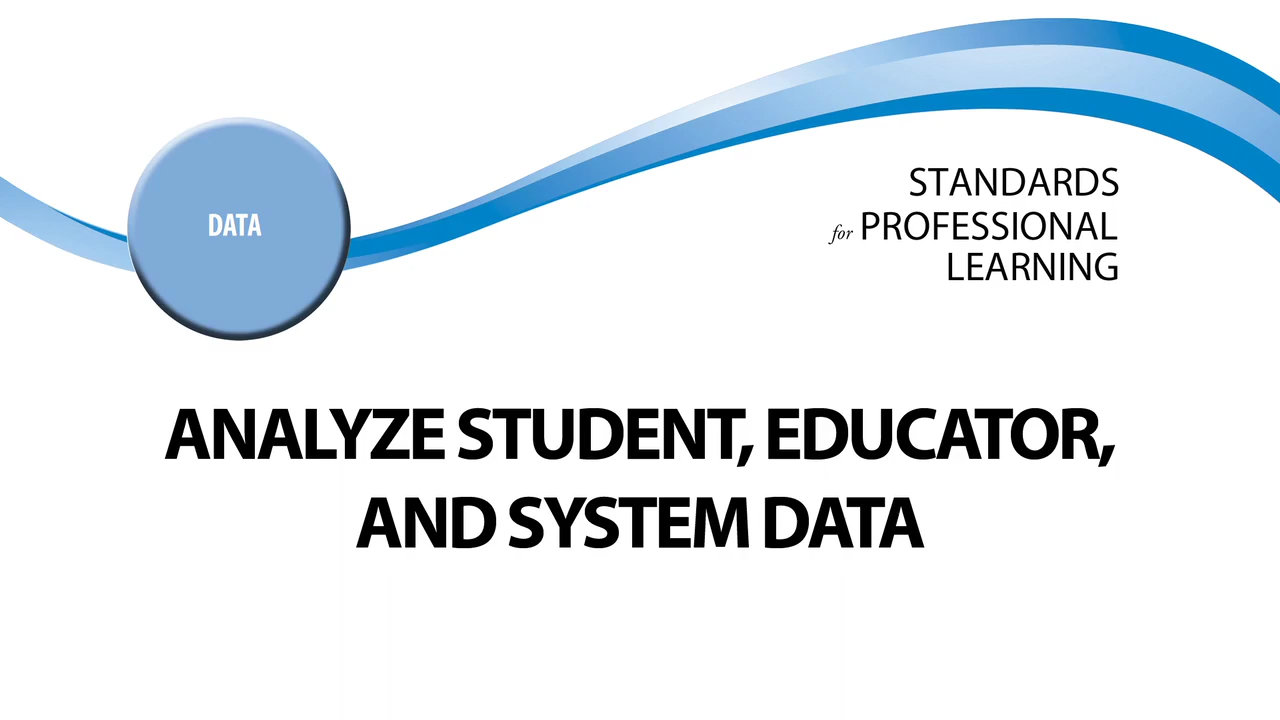 DATA
STANDARDS
for PROFESSIONAL
LEARNING
ANALYZE STUDENT, EDUCATOR,
AND SYSTEM DATA